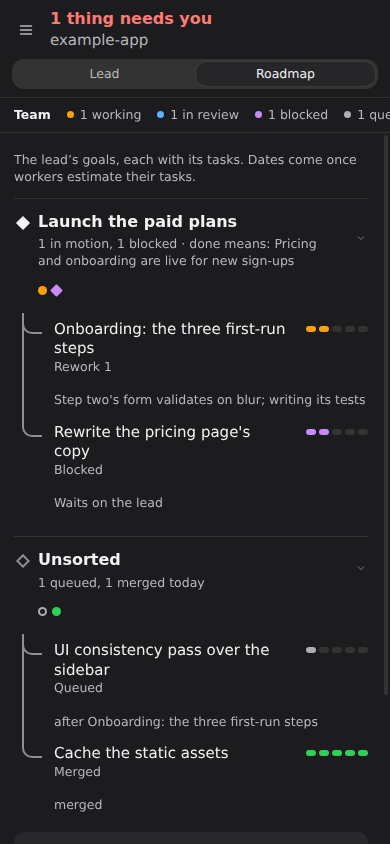 1 thing needs you
example-app
Lead
Roadmap
Team 1 working 1 in review 1 blocked 1 que
The lead's goals, each with its tasks. Dates come once
workers estimate their tasks.
Launch the paid plans
1 in motion, 1 blocked · done means: Pricing
and onboarding are live for new sign-ups
Onboarding: the three first-run
steps
Rework 1
Step two's form validates on blur; writing its tests
Rewrite the pricing page's
copy
Blocked
Waits on the lead
Unsorted
1 queued, 1 merged today
UI consistency pass over the
sidebar
Queued
after Onboarding: the three first-run steps
Cache the static assets
Merged
merged